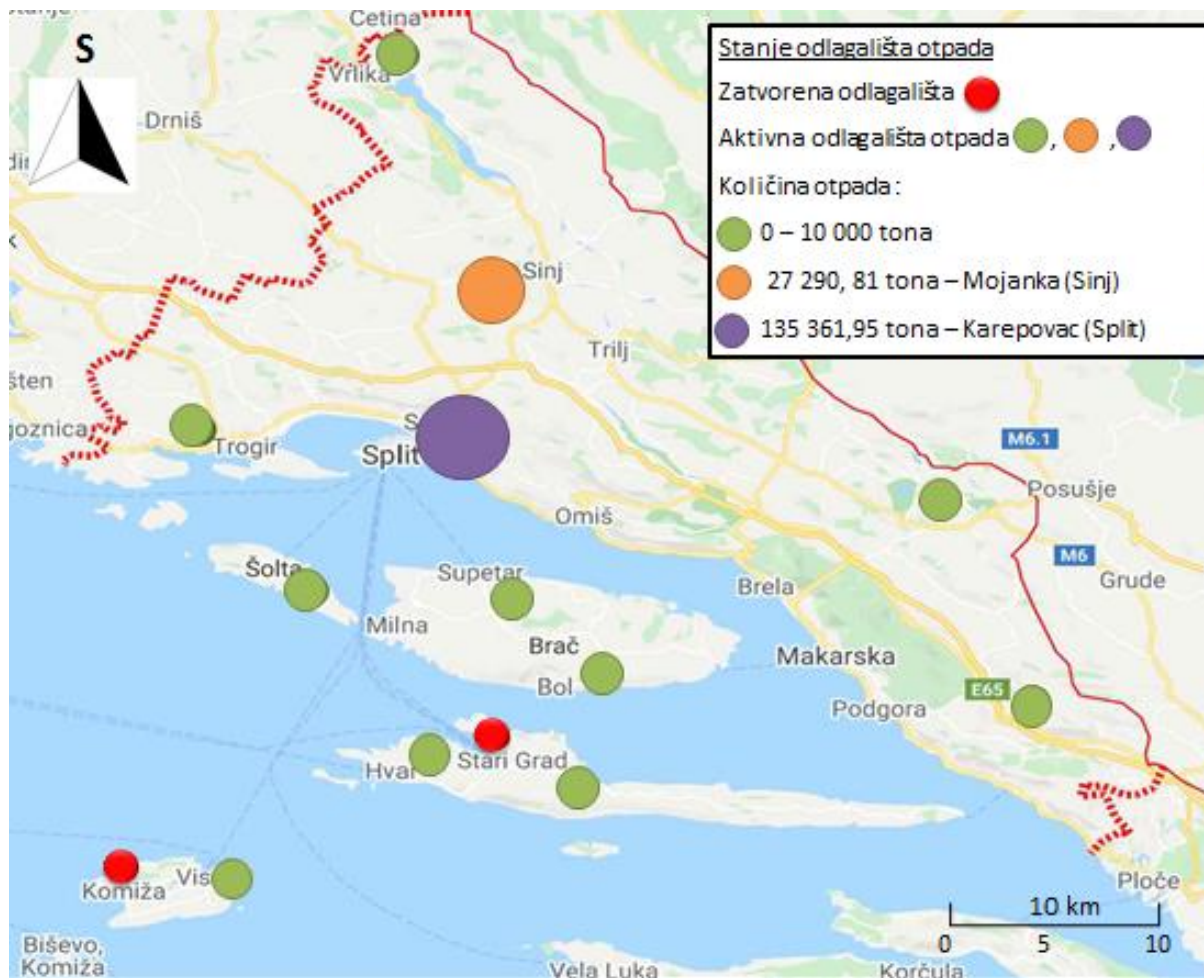 Cetina
S
Vrlika
Drniš
Stanje odlagališta otpada
Zatvorena odlagališta
Aktivna odlagališta otpada , ,
Količina otpada :
0 – 10 000 tona
27 290, 81 tona – Mojanka (Sinj)
135 361,95 tona – Karepovac (Split)
Sinj
Trilj
šten
goznica
Trogir
S
Split
M6.1
Posušje
Omiš
M6
Grude
Šolta
Supetar
Brela
Milna
Brač
Makarska
Bol
E65
Podgora
Hvar
Stari Grad
Komiža
Vis
Ploče
10 km
0 5 10
Biševo,
Komiža
Vela Luka
Korčula